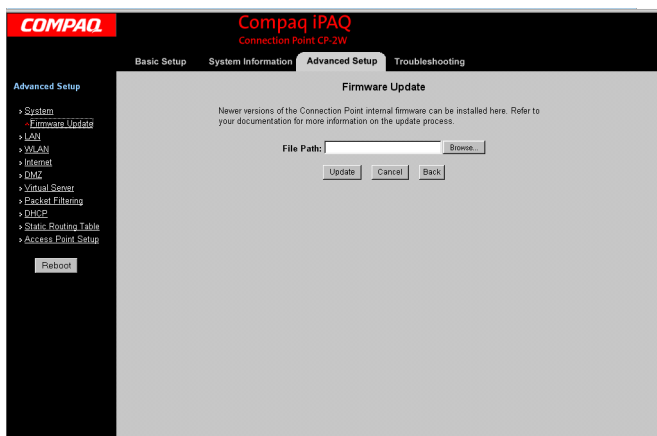 COMPAQ
Compaq iPAQ
Connection Point CP-2W
Basic Setup
System Information
Advanced Setup
Troubleshooting
Advanced Setup
System
Firmware Update
LAN
WLAN
Internet
DMZ
Virtual Server
Packet Filtering
DHCP
Static Routing Table
Access Point Setup
Reboot
Firmware Update
Newer versions of the Connection Point internal firmware can be installed here. Refer to
your documentation for more information on the update process.
File Path:
Browse...
Update
Cancel
Back